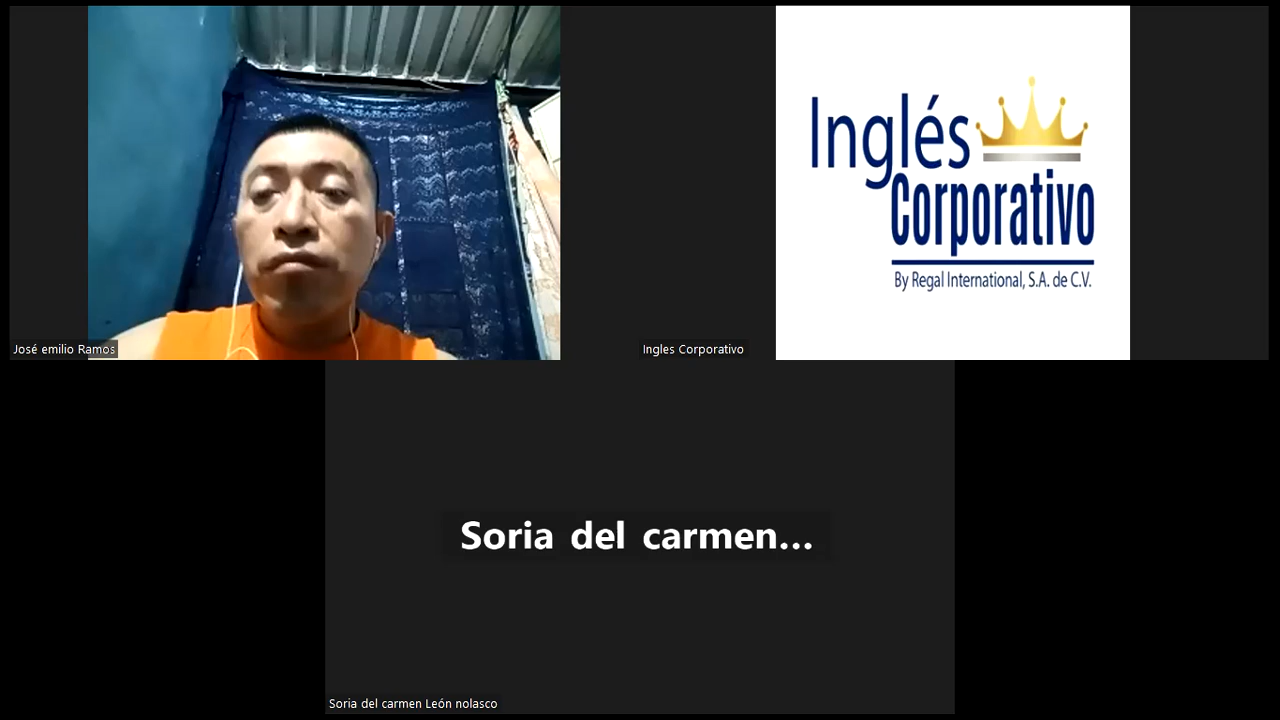 Inglés
Corporativo
By Regal International, S.A. de C.V.
José emilio Ramos
Ingles Corporativo
Soria del carmen...
Soria del carmen León nolasco